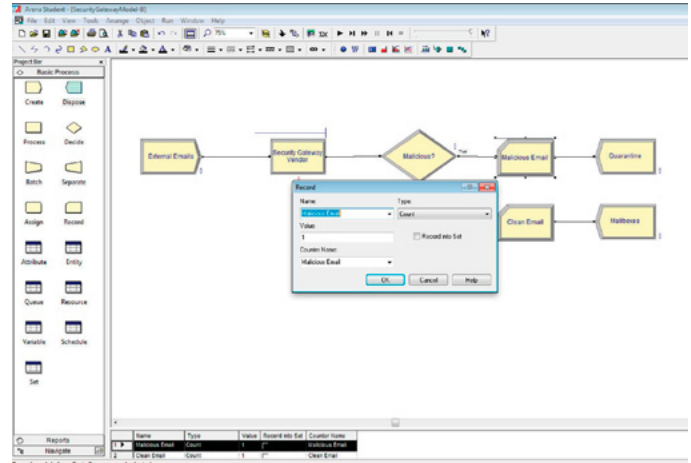 Arena Student - [SecurityGatewayModel-B]
File Edit View Tools Arrange Object Run Window Help
75%
Project Bar
Basic Process
Create Dispose
Process Decide
Batch Separate
Assign Record
Attribute Entity
Queue Resource
Variable Schedule
Set
Reports
Navigate
External Emails
Security Gateway
Vendor
Malicious?
True
Malicious Email
Quarantine
Clean Email
Mailboxes
Record
Name: Type:
Malicious Email Count
Value:
1 Record into Set
Counter Name:
Malicious Email
OK Cancel Help
Name Type Value Record into Set Counter Name
1 Malicious Email Count 1 Malicious Email
2 Clean Email Count 1 Clean Email